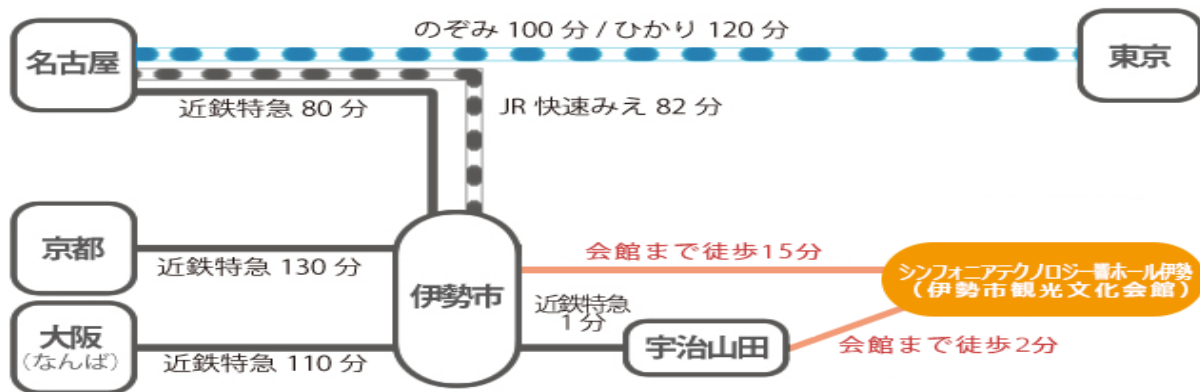 のぞみ 100 分 / ひかり 120 分
名古屋
東京
近鉄特急 80 分
JR 快速みえ 82 分
京都
近鉄特急 130 分
伊勢市
会館まで徒歩15分
シンフォニアテクノロジー響ホール伊勢
(伊勢市観光文化会館)
近鉄特急
1分
大阪
(なんば)
近鉄特急 110 分
宇治山田
会館まで徒歩2分